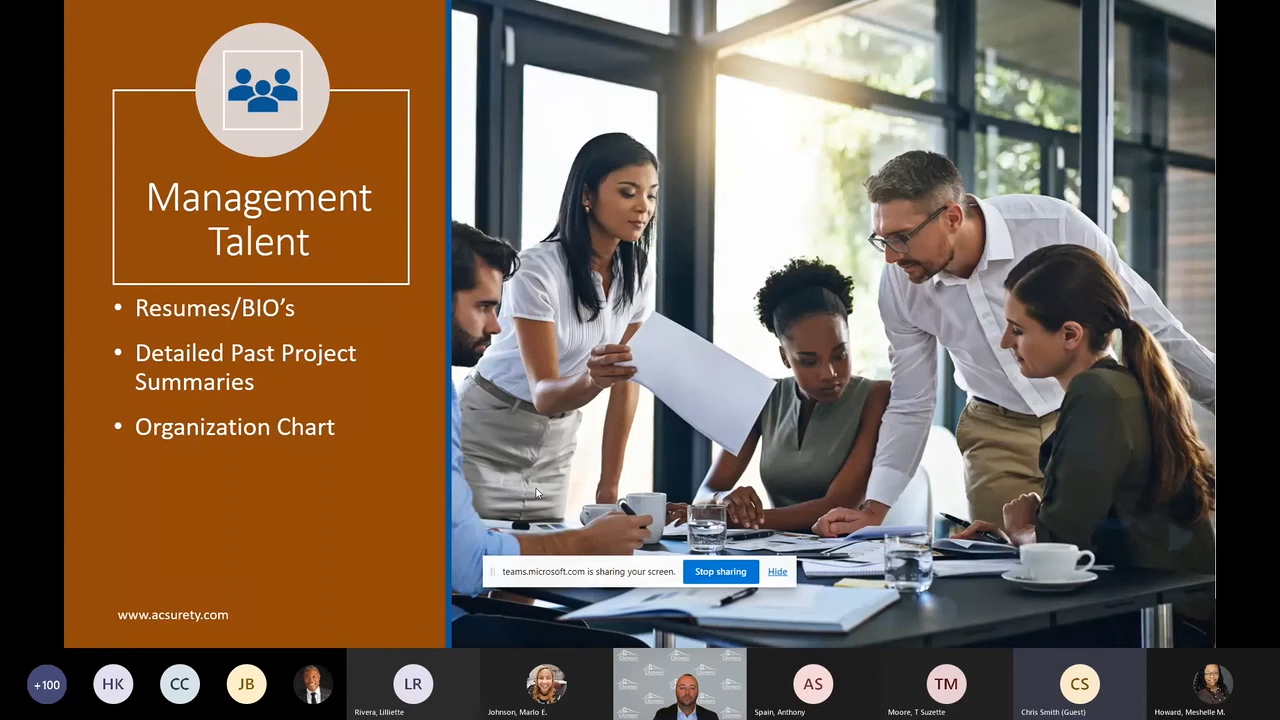 Management
Talent
• Resumes/BIO's
• Detailed Past Project
Summaries
• Organization Chart
www.acsurety.com
teams.microsoft.com is sharing your screen.
Stop sharing
Hide
+100
HK
CC
JB
LR
AS
TM
CS
Rivera, Lilliette
Johnson, Marlo E.
Spain, Anthony
Moore, T Suzette
Chris Smith (Guest)
Howard, Meshelle M.